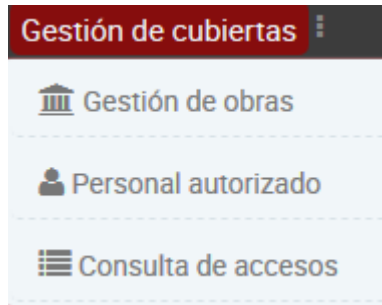 Gestión de cubiertas
Gestión de obras
Personal autorizado
Consulta de accesos